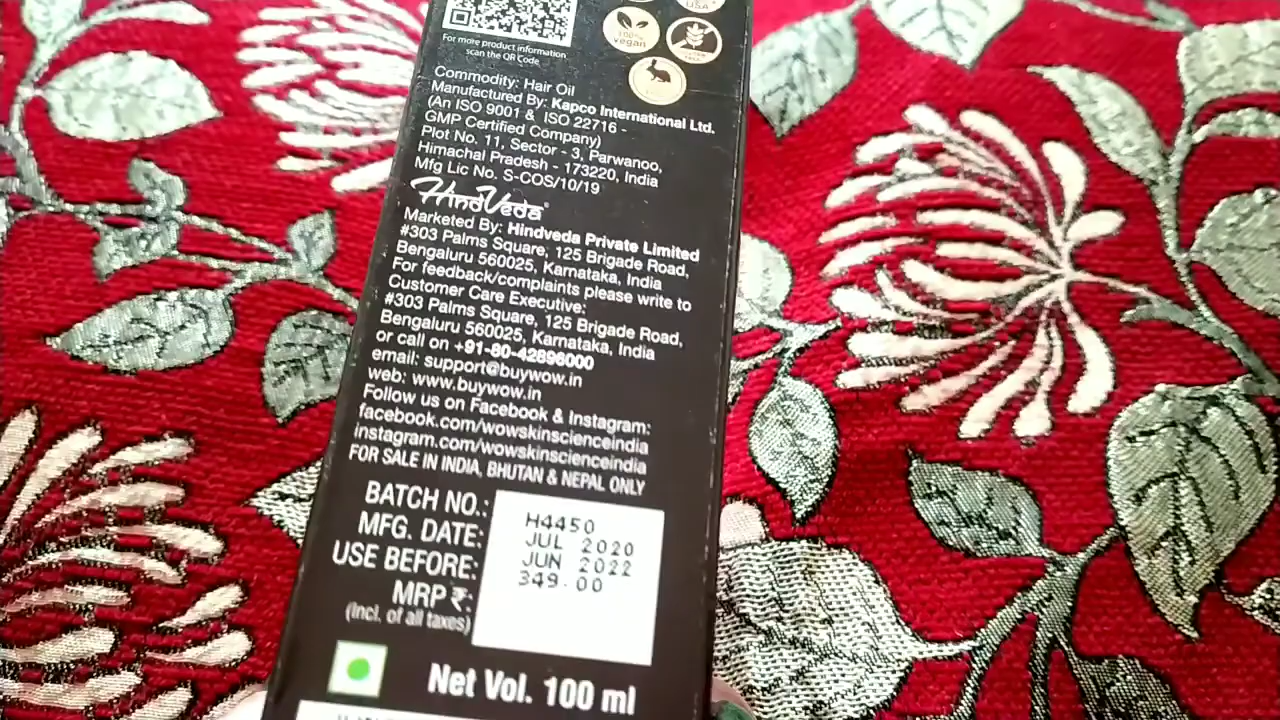 USA
100%
vegan
For more product information
scan the QR Code
Commodity: Hair Oil
Manufactured By: Kapco International Ltd.
(An ISO 9001 & ISO 22716 -
GMP Certified Company)
Plot No. 11, Sector - 3, Parwanoo,
Himachal Pradesh - 173220, India
Mfg Lic No. S-COS/10/19
HindVeda
Marketed By: Hindveda Private Limited
#303 Palms Square, 125 Brigade Road,
Bengaluru 560025, Karnataka, India
For feedback/complaints please write to
Customer Care Executive:
#303 Palms Square, 125 Brigade Road,
Bengaluru 560025, Karnataka, India
or call on +91-80-42896000
email: support@buywow.in
web: www.buywow.in
Follow us on Facebook & Instagram:
facebook.com/wowskinscienceindia
instagram.com/wowskinscienceindia
FOR SALE IN INDIA, BHUTAN & NEPAL ONLY
BATCH NO.: H4450
MFG. DATE: JUL 2020
USE BEFORE: JUN 2022
MRP ₹: 349.00
(Incl. of all taxes)
Net Vol. 100 ml